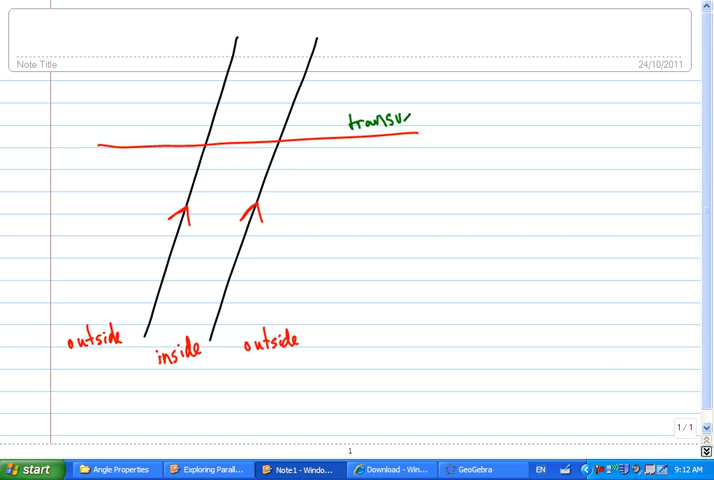 Note Title
24/10/2011
transv
outside
inside
outside
1 / 1
1
start
Angle Properties
Exploring Parall...
Note1 - Windo...
Download - Win...
GeoGebra
EN
9:12 AM